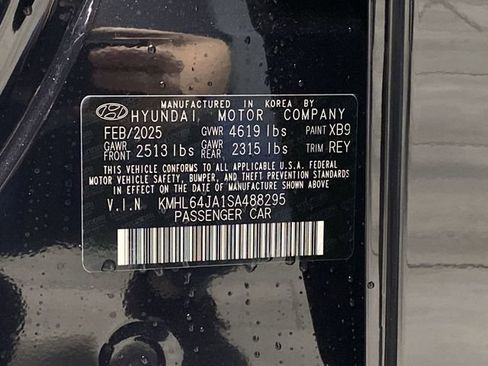 MANUFACTURED IN KOREA BY
HYUNDAI MOTOR COMPANY
FEB/2025 GVWR 4619 lbs PAINT XB9
GAWR FRONT 2513 lbs GAWR REAR 2315 lbs TRIM REY
THIS VEHICLE CONFORMS TO ALL APPLICABLE U.S.A. FEDERAL
MOTOR VEHICLE SAFETY, BUMPER, AND THEFT PREVENTION STANDARDS
IN EFFECT ON THE DATE OF MANUFACTURE SHOWN ABOVE.
V.I.N KMHL64JA1SA488295
PASSENGER CAR